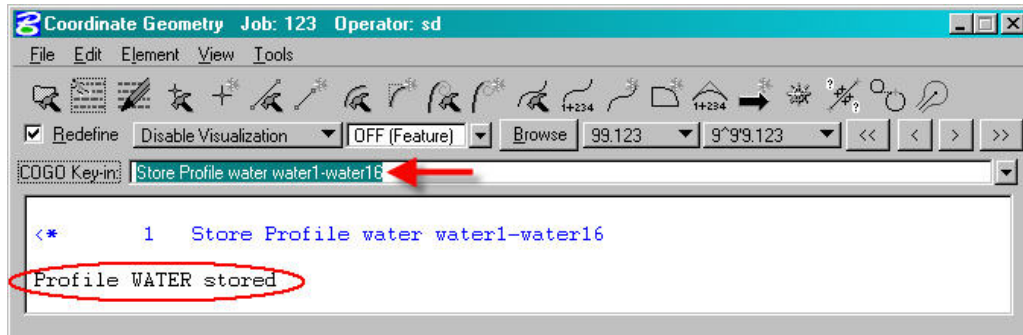 Coordinate Geometry Job: 123 Operator: sd
File Edit Element View Tools
1+234 1+234
Redefine Disable Visualization OFF (Feature) Browse 99.123 9^9'9.123 << < > >>
COGO Key-in: Store Profile water water1-water16
<* 1 Store Profile water water1-water16
Profile WATER stored